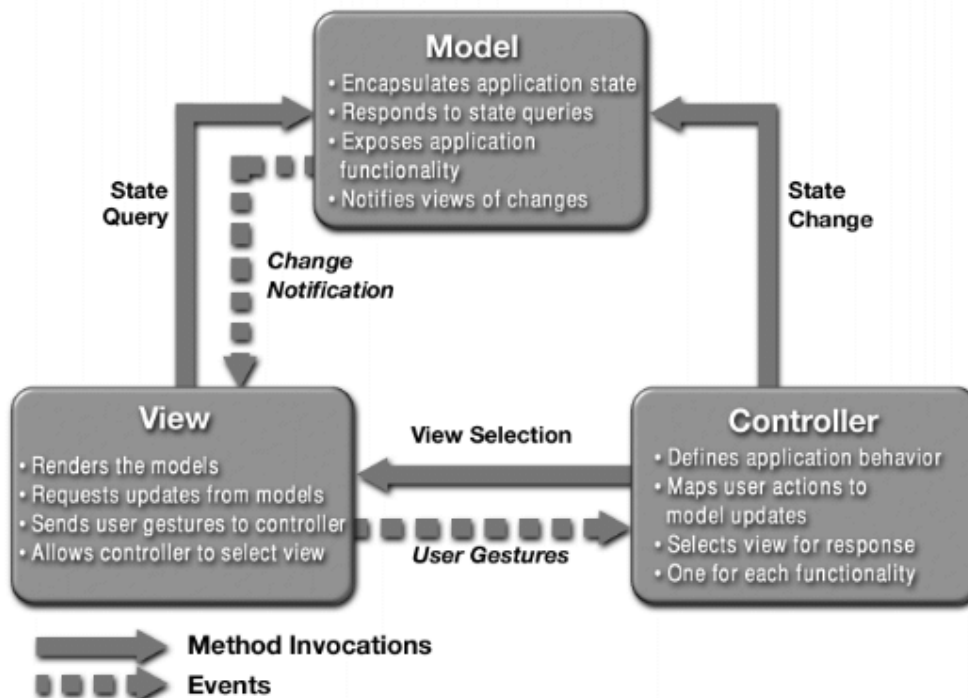 Model
• Encapsulates application state
• Responds to state queries
• Exposes application
functionality
• Notifies views of changes
State
Query
State
Change
Change
Notification
View
• Renders the models
• Requests updates from models
• Sends user gestures to controller
• Allows controller to select view
View Selection
User Gestures
Controller
• Defines application behavior
• Maps user actions to
model updates
• Selects view for response
• One for each functionality
Method Invocations
Events